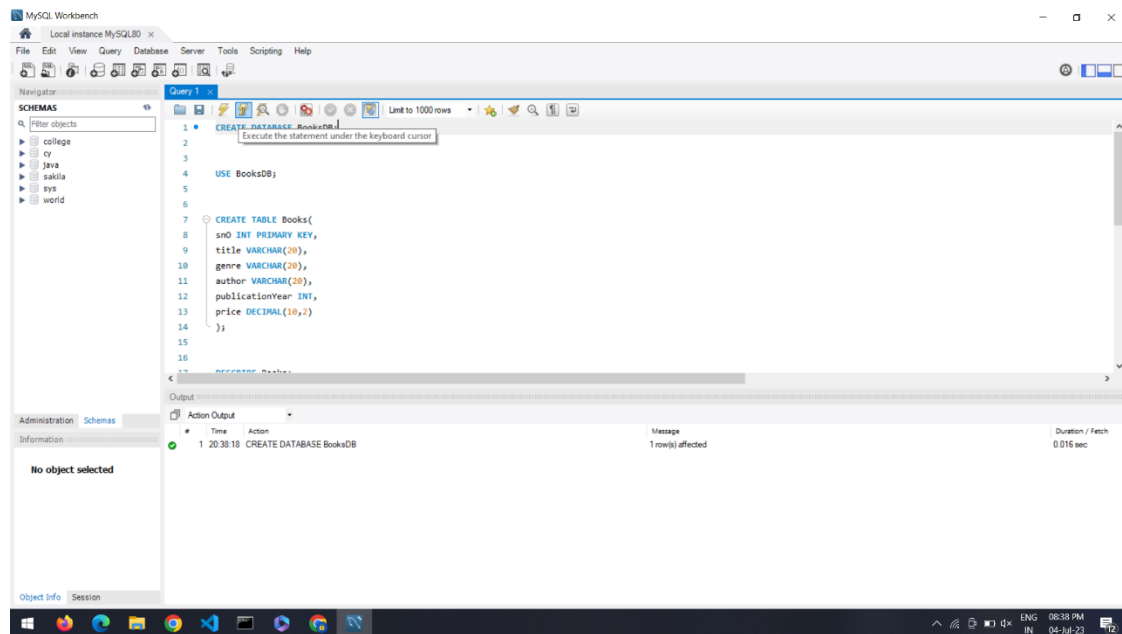 MySQL Workbench
Local instance MySQL80 ×
File Edit View Query Database Server Tools Scripting Help
Navigator
SCHEMAS
Filter objects
college
cy
java
sakila
sys
world
Administration Schemas
Information
No object selected
Object Info Session
Query 1 ×
Limit to 1000 rows
1 CREATE DATABASE BooksDB;
Execute the statement under the keyboard cursor
2
3
4 USE BooksDB;
5
6
7 CREATE TABLE Books(
8 snO INT PRIMARY KEY,
9 title VARCHAR(20),
10 genre VARCHAR(20),
11 author VARCHAR(20),
12 publicationYear INT,
13 price DECIMAL(10,2)
14 );
15
16
17 DESCRIBE Books;
Output
Action Output
# Time Action Message Duration / Fetch
1 20:38:18 CREATE DATABASE BooksDB 1 row(s) affected 0.016 sec
ENG 08:38 PM
IN 04-Jul-23
12